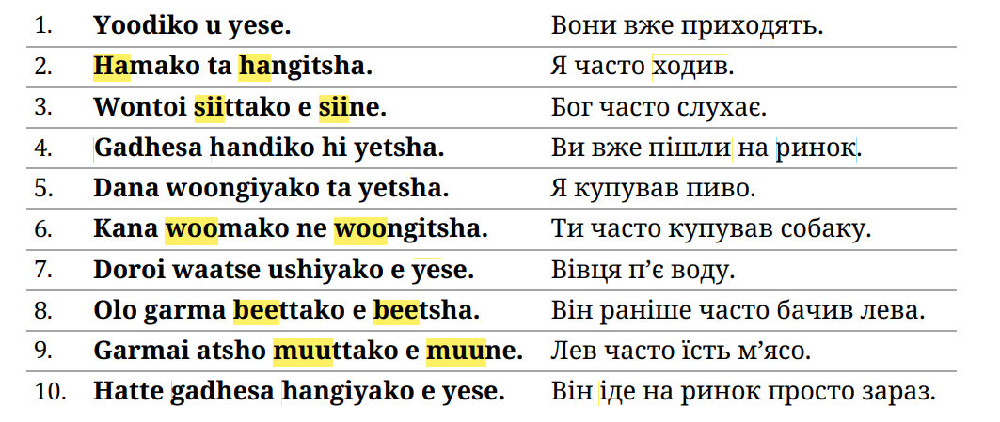 1. Yoodiko u yese. Вони вже приходять.
2. Hamako ta hangitsha. Я часто ходив.
3. Wontoi siittako e siine. Бог часто слухає.
4. Gadhesa handiko hi yetsha. Ви вже пішли на ринок.
5. Dana woongiyako ta yetsha. Я купував пиво.
6. Kana woomako ne woongitsha. Ти часто купував собаку.
7. Doroi waatse ushiyako e yese. Вівця п’є воду.
8. Olo garma beettako e beetsha. Він раніше часто бачив лева.
9. Garmai atsho muuttako e muune. Лев часто їсть м’ясо.
10. Hatte gadhesa hangiyako e yese. Він іде на ринок просто зараз.